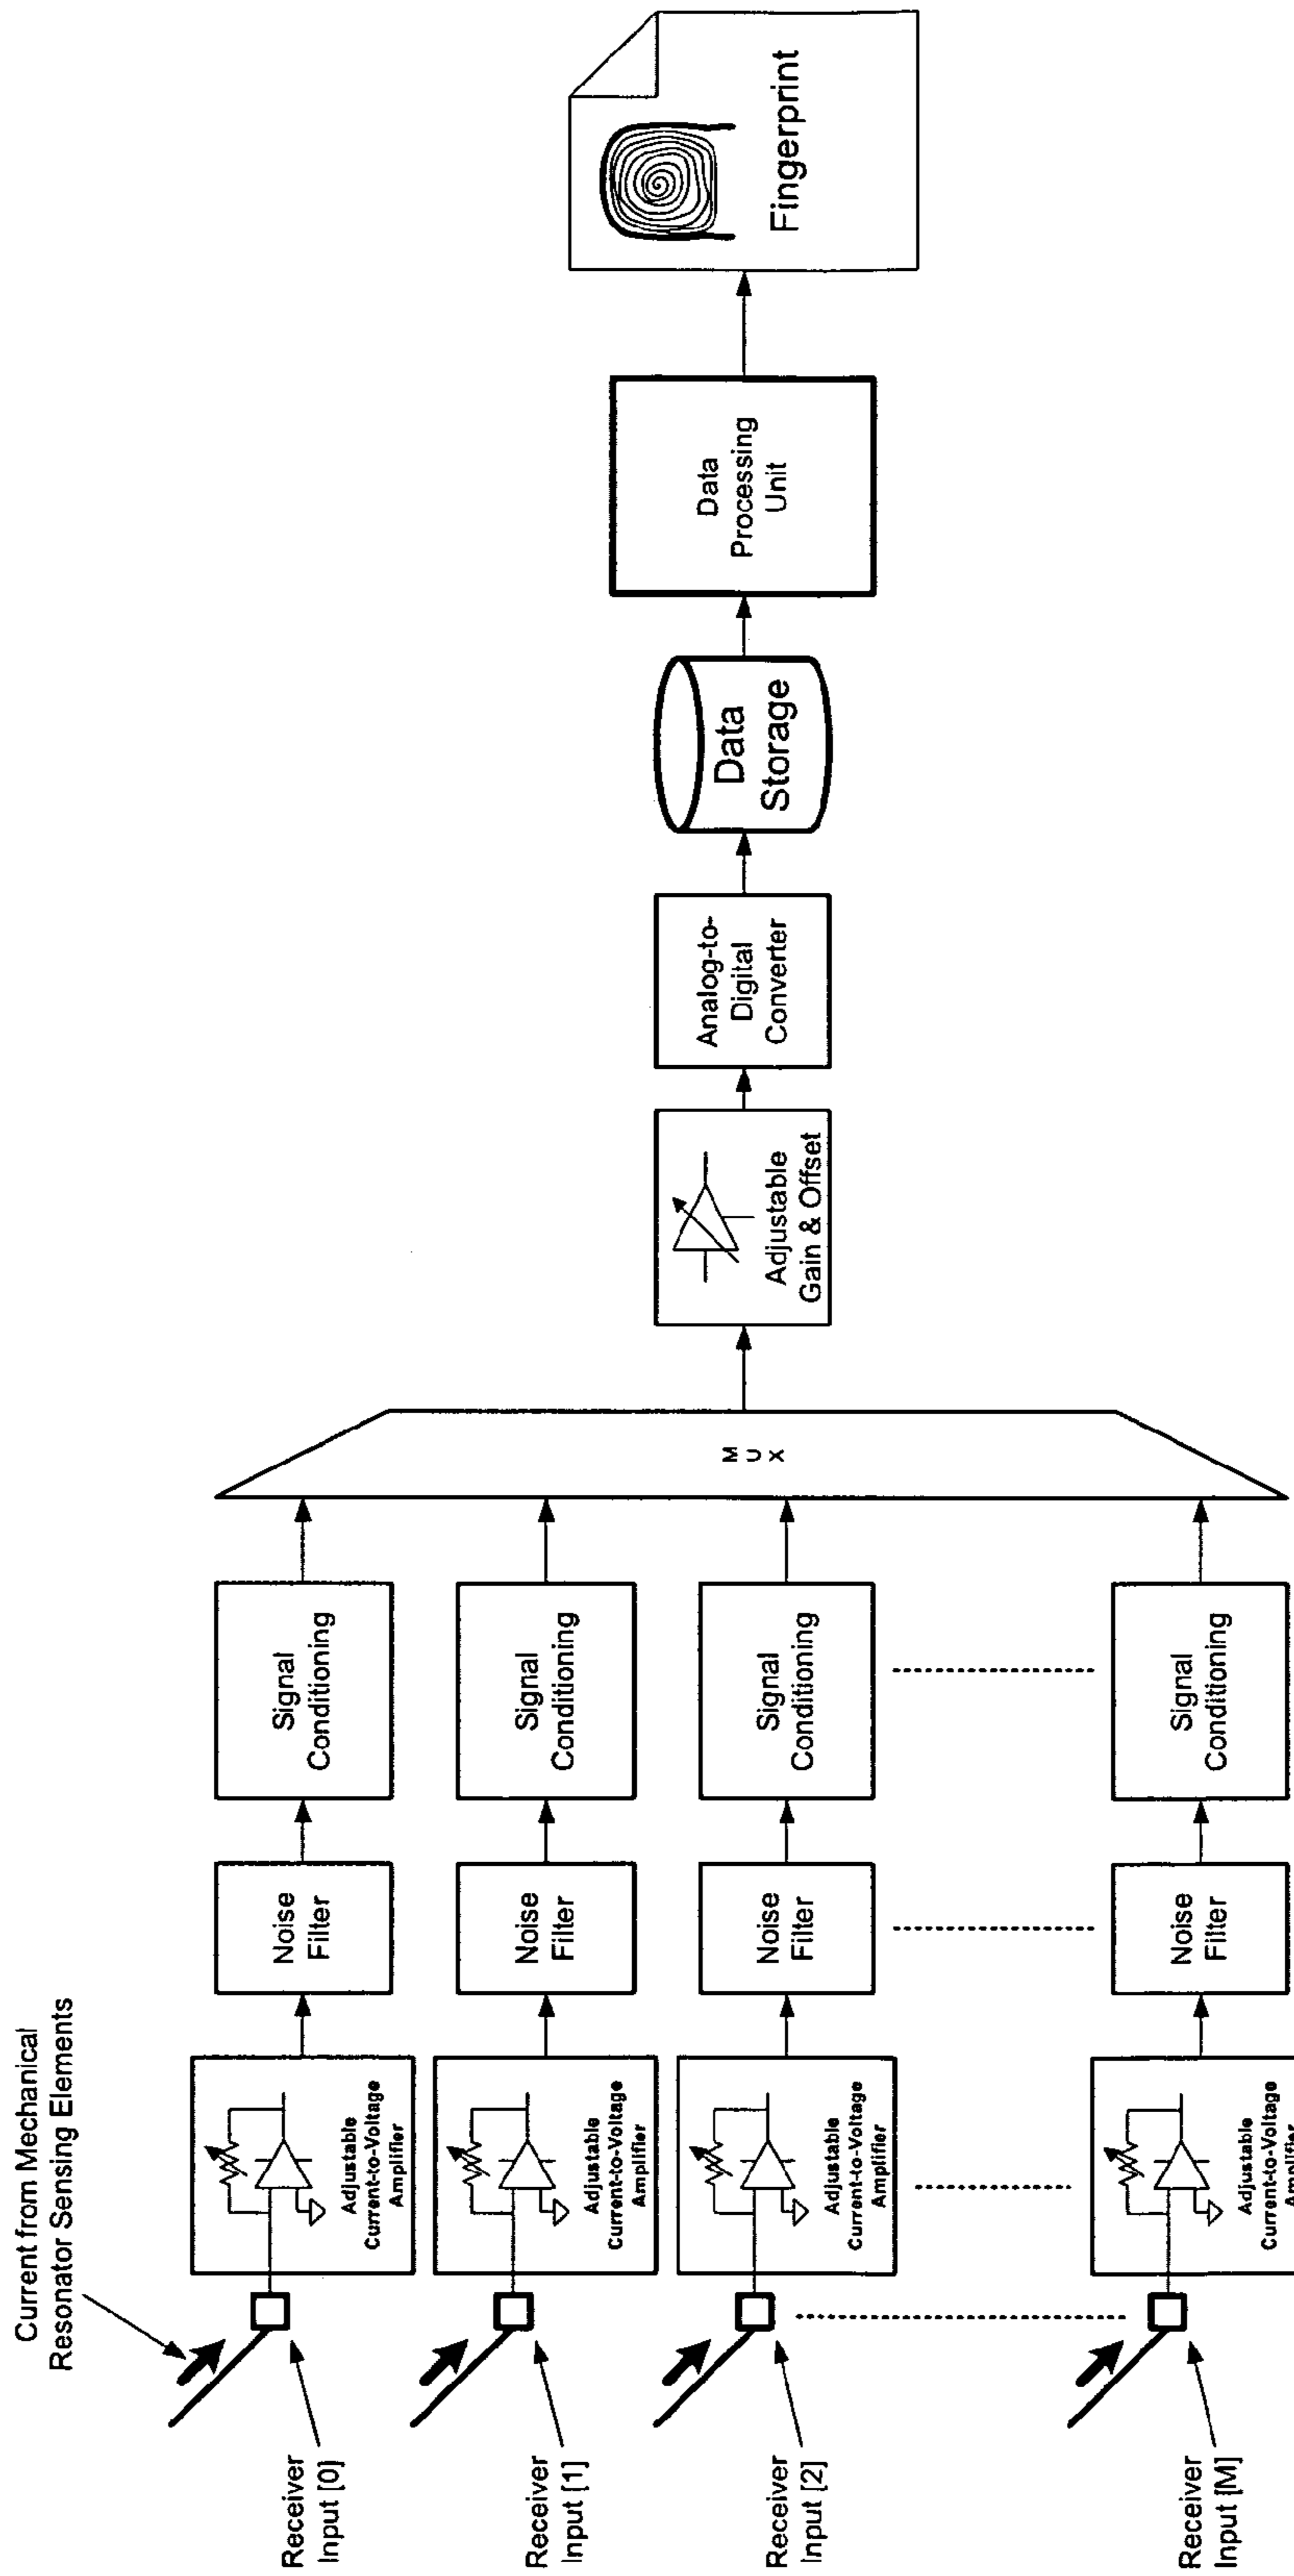 Current from Mechanical
Resonator Sensing Elements
Receiver
Input [0]
Adjustable
Current-to-Voltage
Amplifier
Noise
Filter
Signal
Conditioning
Receiver
Input [1]
Adjustable
Current-to-Voltage
Amplifier
Noise
Filter
Signal
Conditioning
Receiver
Input [2]
Adjustable
Current-to-Voltage
Amplifier
Noise
Filter
Signal
Conditioning
Receiver
Input [M]
Adjustable
Current-to-Voltage
Amplifier
Noise
Filter
Signal
Conditioning
M
U
X
Adjustable
Gain & Offset
Analog-to-
Digital
Converter
Data
Storage
Data
Processing
Unit
Fingerprint